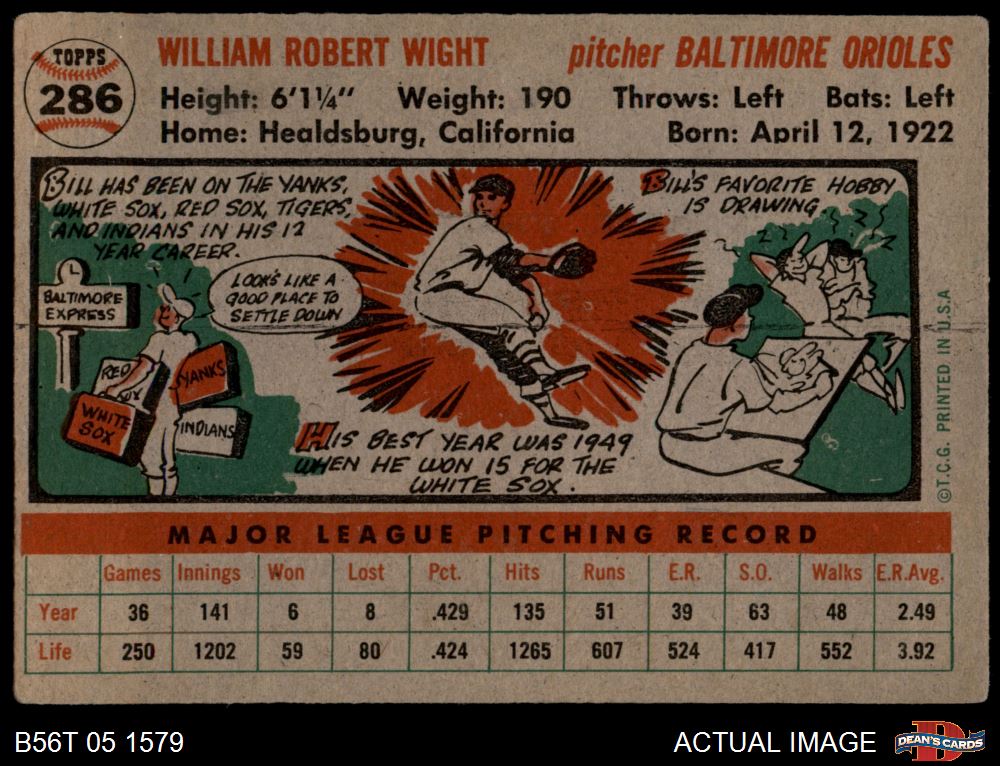 TOPPS
286
WILLIAM ROBERT WIGHT
pitcher BALTIMORE ORIOLES
Height: 6'1¼" Weight: 190 Throws: Left Bats: Left
Home: Healdsburg, California Born: April 12, 1922
BILL HAS BEEN ON THE YANKS,
WHITE SOX, RED SOX, TIGERS,
AND INDIANS IN HIS 12
YEAR CAREER.
BALTIMORE
EXPRESS
LOOKS LIKE A
GOOD PLACE TO
SETTLE DOWN
RED
SOX
YANKS
WHITE
SOX
INDIANS
HIS BEST YEAR WAS 1949
WHEN HE WON 15 FOR THE
WHITE SOX.
BILL'S FAVORITE HOBBY
IS DRAWING.
Z Z Z Z
©T.C.G. PRINTED IN U.S.A
MAJOR LEAGUE PITCHING RECORD
Games Innings Won Lost Pct. Hits Runs E.R. S.O. Walks E.R.Avg.
Year 36 141 6 8 .429 135 51 39 63 48 2.49
Life 250 1202 59 80 .424 1265 607 524 417 552 3.92
B56T 05 1579
ACTUAL IMAGE
DEAN'S CARDS